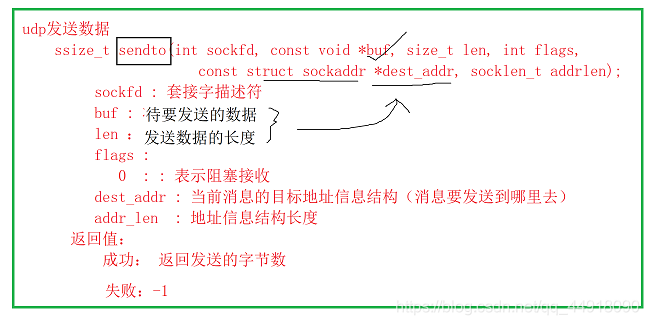 udp发送数据
ssize_t sendto(int sockfd, const void *buf, size_t len, int flags,
const struct sockaddr *dest_addr, socklen_t addrlen);
sockfd : 套接字描述符
buf : 待要发送的数据
len : 发送数据的长度
flags :
0 : : 表示阻塞接收
dest_addr : 当前消息的目标地址信息结构（消息要发送到哪里去）
addr_len : 地址信息结构长度
返回值:
成功: 返回发送的字节数
失败: -1